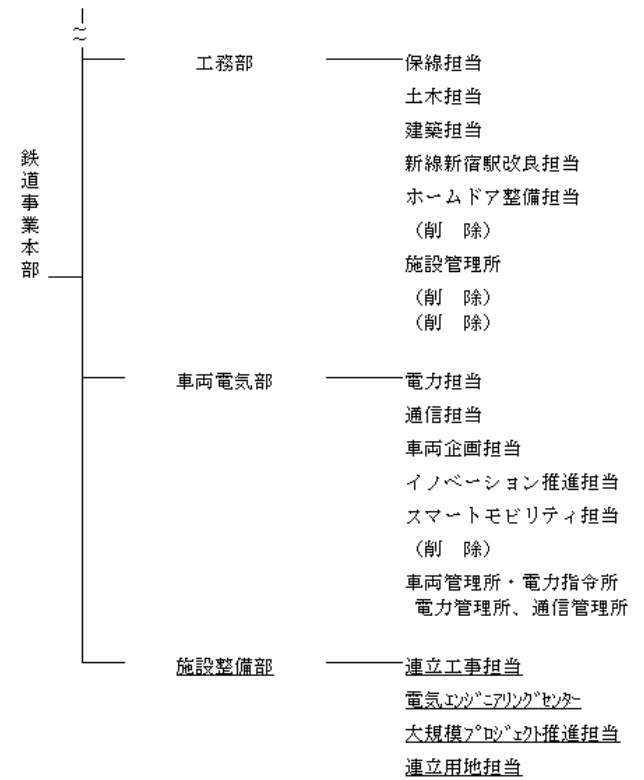 工務部 保線担当
土木担当
建築担当
新線新宿駅改良担当
ホームドア整備担当
（削　除）
施設管理所
（削　除）
（削　除）
鉄道事業本部
車両電気部 電力担当
通信担当
車両企画担当
イノベーション推進担当
スマートモビリティ担当
（削　除）
車両管理所・電力指令所
電力管理所、通信管理所
施設整備部 連立工事担当
電気ｴﾝｼﾞﾆｱﾘﾝｸﾞｾﾝﾀｰ
大規模ﾌﾟﾛｼﾞｪｸﾄ推進担当
連立用地担当